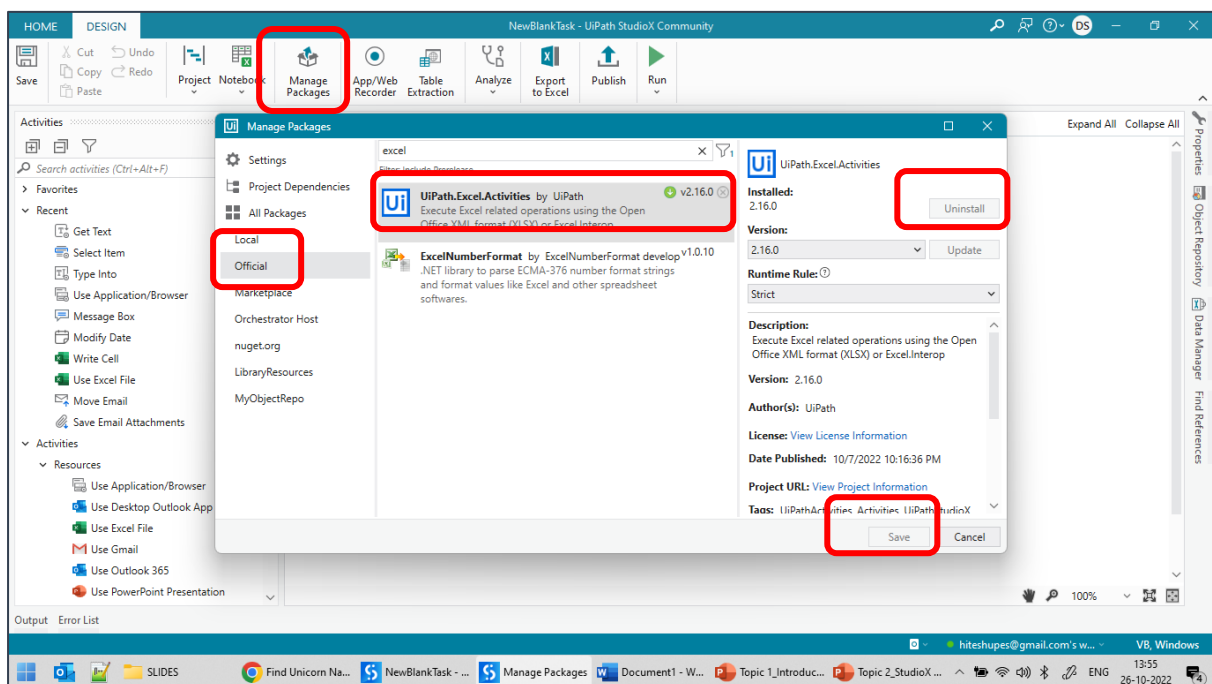 HOME DESIGN NewBlankTask - UiPath StudioX Community DS
Save Cut Undo
Copy Redo
Paste
Project Notebook Manage Packages App/Web Recorder Table Extraction Analyze Export to Excel Publish Run
Activities
Expand All Collapse All
Search activities (Ctrl+Alt+F)
Favorites
Recent
Get Text
Select Item
Type Into
Use Application/Browser
Message Box
Modify Date
Write Cell
Use Excel File
Move Email
Save Email Attachments
Activities
Resources
Use Application/Browser
Use Desktop Outlook App
Use Excel File
Use Gmail
Use Outlook 365
Use PowerPoint Presentation
Ui Manage Packages
Settings
Project Dependencies
All Packages
Local
Official
Marketplace
Orchestrator Host
nuget.org
LibraryResources
MyObjectRepo
excel
Filter: Include Prerelease
Ui UiPath.Excel.Activities by UiPath v2.16.0
Execute Excel related operations using the Open
Office XML format (XLSX) or Excel Interop
ExcelNumberFormat by ExcelNumberFormat develop v1.0.10
.NET library to parse ECMA-376 number format strings
and format values like Excel and other spreadsheet
softwares.
Ui UiPath.Excel.Activities
Installed:
2.16.0 Uninstall
Version:
2.16.0 Update
Runtime Rule:
Strict
Description:
Execute Excel related operations using the Open
Office XML format (XLSX) or Excel.Interop
Version: 2.16.0
Author(s): UiPath
License: View License Information
Date Published: 10/7/2022 10:16:36 PM
Project URL: View Project Information
Tags: UiPathActivities Activities UiPathStudioX
Save Cancel
Properties
Object Repository
Data Manager
Find References
100%
Output Error List
hiteshupes@gmail.com's w... VB, Windows
SLIDES Find Unicorn Na... NewBlankTask - ... Manage Packages Document1 - W... Topic 1_Introduc... Topic 2_StudioX ... ENG 13:55
26-10-2022 4